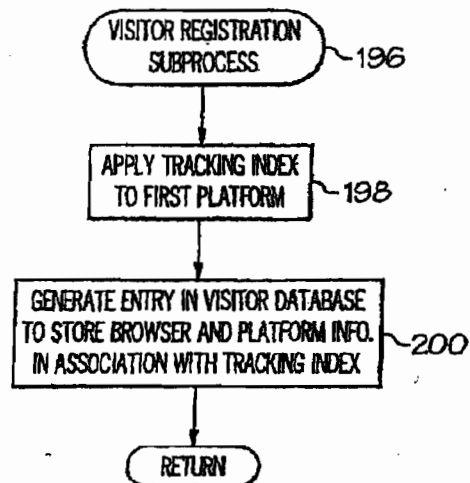 VISITOR REGISTRATION
SUBPROCESS
196
APPLY TRACKING INDEX
TO FIRST PLATFORM
198
GENERATE ENTRY IN VISITOR DATABASE
TO STORE BROWSER AND PLATFORM INFO.
IN ASSOCIATION WITH TRACKING INDEX
200
RETURN